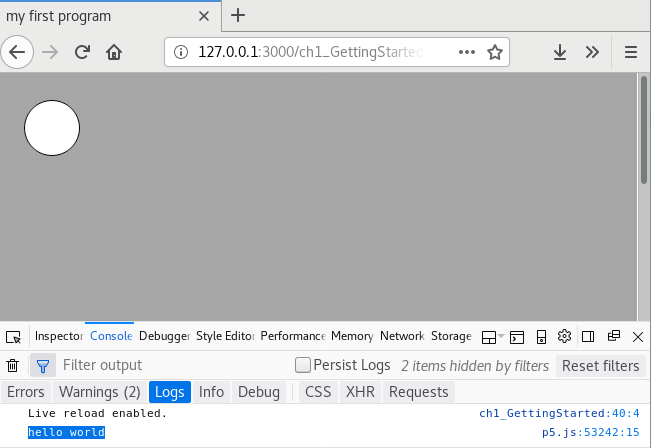 my first program
127.0.0.1:3000/ch1_GettingStarted
Inspector Console Debugger Style Editor Performance Memory Network Storage
Filter output Persist Logs 2 items hidden by filters Reset filters
Errors Warnings (2) Logs Info Debug CSS XHR Requests
Live reload enabled. ch1_GettingStarted:40:4
hello world p5.js:53242:15